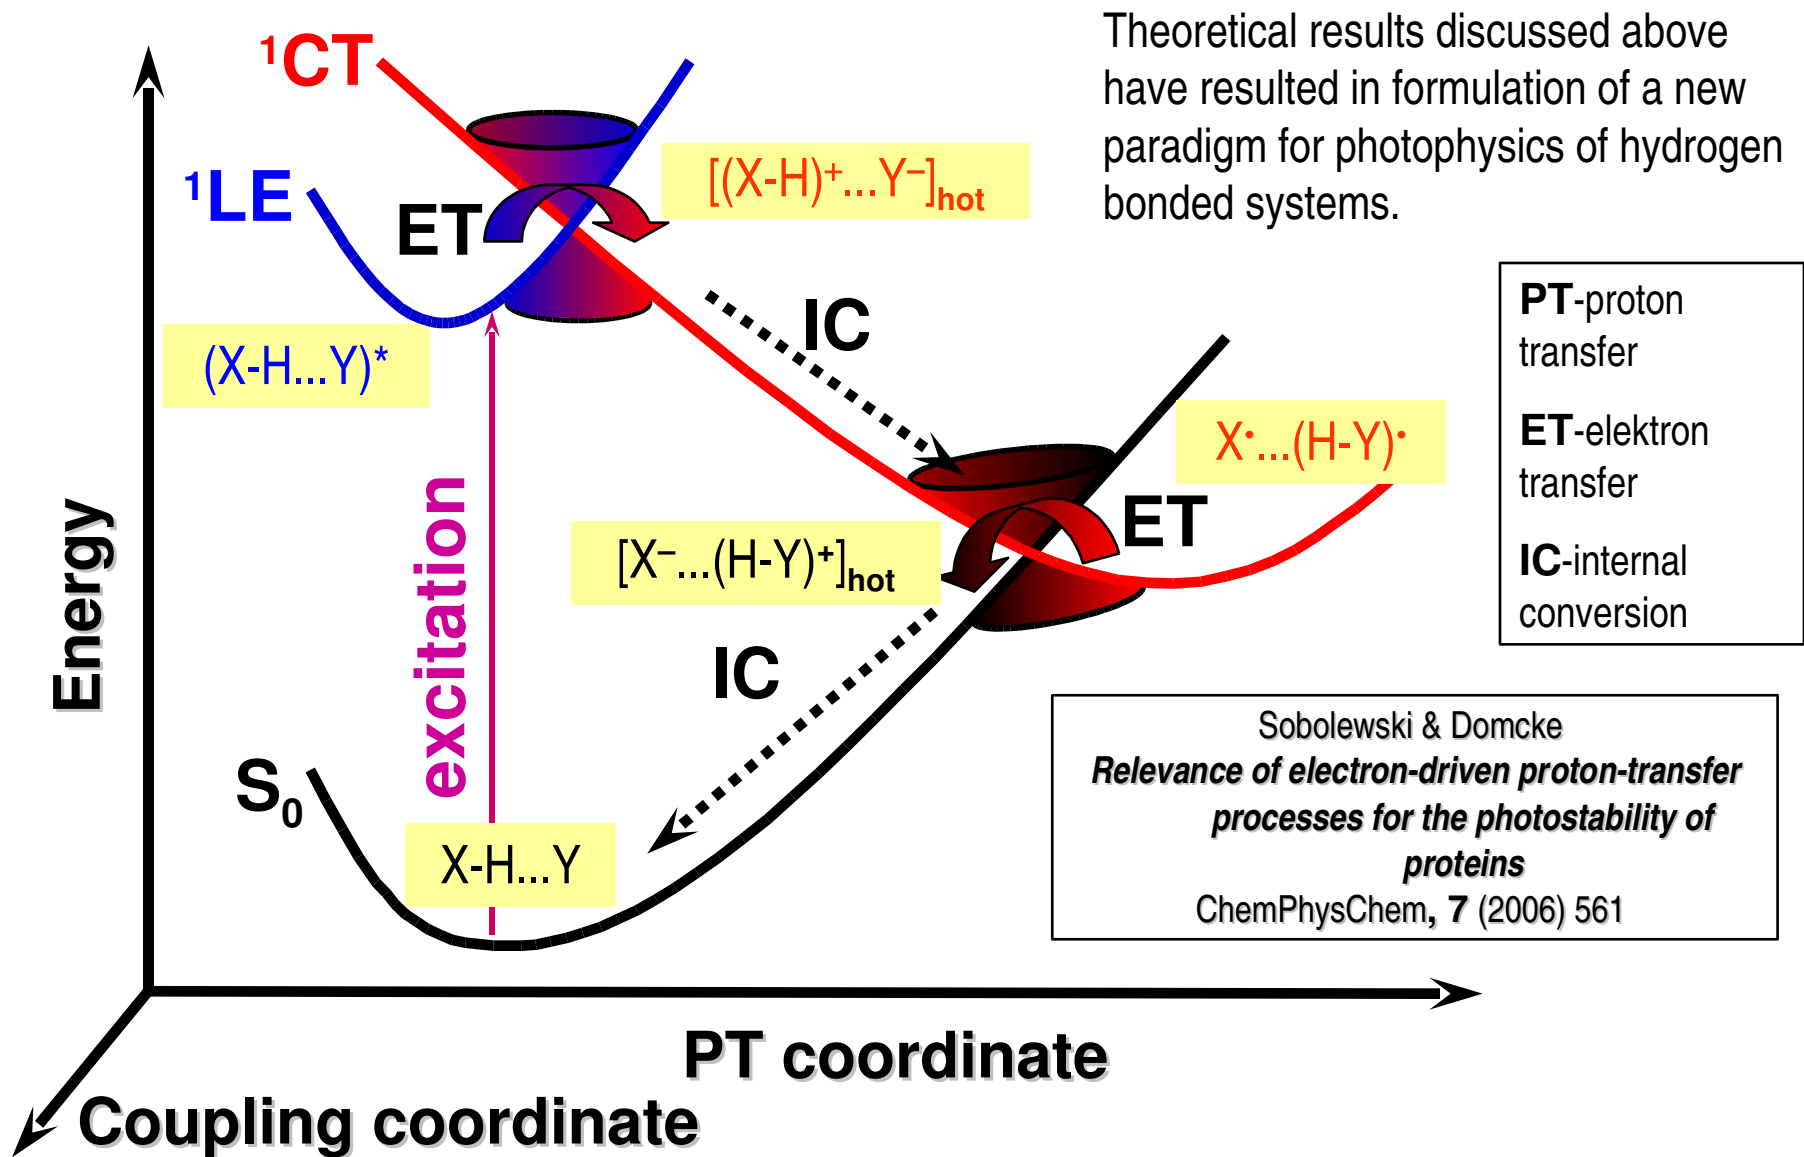 Theoretical results discussed above
have resulted in formulation of a new
paradigm for photophysics of hydrogen
bonded systems.
¹CT
¹LE
ET
[(X-H)⁺...Y⁻]hot
(X-H...Y)*
IC
PT-proton
transfer
ET-elektron
transfer
IC-internal
conversion
X•...(H-Y)•
ET
[X⁻...(H-Y)⁺]hot
IC
Energy
excitation
S₀
X-H...Y
Sobolewski & Domcke
Relevance of electron-driven proton-transfer
processes for the photostability of
proteins
ChemPhysChem, 7 (2006) 561
PT coordinate
Coupling coordinate